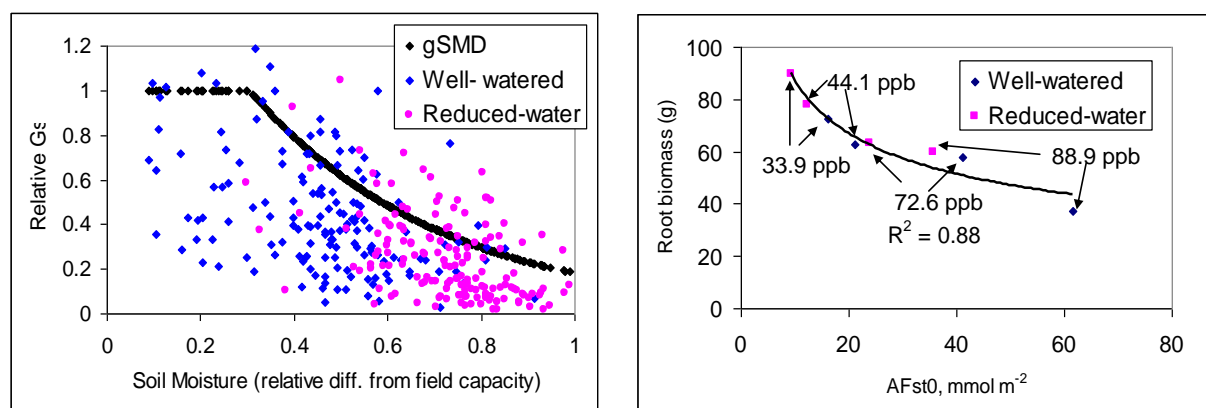 gSMD
Well- watered
Reduced-water
Relative Gs
1.2
1
0.8
0.6
0.4
0.2
0
0 0.2 0.4 0.6 0.8 1
Soil Moisture (relative diff. from field capacity)
Well-watered
Reduced-water
Root biomass (g)
100
80
60
40
20
0
44.1 ppb
33.9 ppb
88.9 ppb
72.6 ppb
R² = 0.88
0 20 40 60 80
AFst0, mmol m⁻²